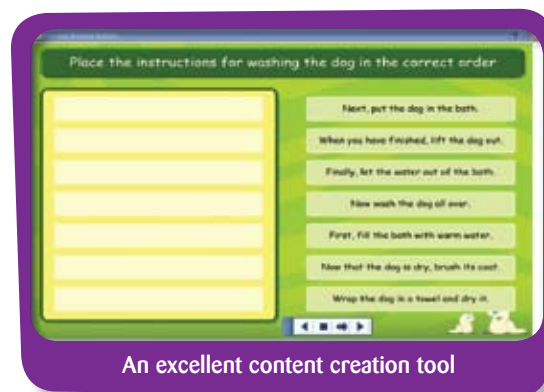 Place the instructions for washing the dog in the correct order
Next, put the dog in the bath.
When you have finished, lift the dog out.
Finally, let the water out of the bath.
Now wash the dog all over.
First, fill the bath with warm water.
Now that the dog is dry, brush its coat.
Wrap the dog in a towel and dry it.
An excellent content creation tool